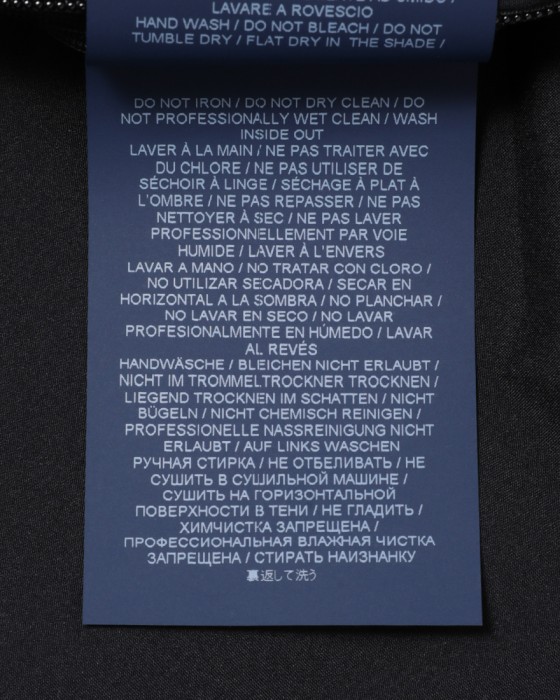 LAVARE A ROVESCIO
HAND WASH / DO NOT BLEACH / DO NOT
TUMBLE DRY / FLAT DRY IN THE SHADE /
DO NOT IRON / DO NOT DRY CLEAN / DO
NOT PROFESSIONALLY WET CLEAN / WASH
INSIDE OUT
LAVER À LA MAIN / NE PAS TRAITER AVEC
DU CHLORE / NE PAS UTILISER DE
SÉCHOIR À LINGE / SÉCHAGE À PLAT À
L'OMBRE / NE PAS REPASSER / NE PAS
NETTOYER À SEC / NE PAS LAVER
PROFESSIONNELLEMENT PAR VOIE
HUMIDE / LAVER À L'ENVERS
LAVAR A MANO / NO TRATAR CON CLORO /
NO UTILIZAR SECADORA / SECAR EN
HORIZONTAL A LA SOMBRA / NO PLANCHAR /
NO LAVAR EN SECO / NO LAVAR
PROFESIONALMENTE EN HÚMEDO / LAVAR
AL REVÉS
HANDWÄSCHE / BLEICHEN NICHT ERLAUBT /
NICHT IM TROMMELTROCKNER TROCKNEN /
LIEGEND TROCKNEN IM SCHATTEN / NICHT
BÜGELN / NICHT CHEMISCH REINIGEN /
PROFESSIONELLE NASSREINIGUNG NICHT
ERLAUBT / AUF LINKS WASCHEN
РУЧНАЯ СТИРКА / НЕ ОТБЕЛИВАТЬ / НЕ
СУШИТЬ В СУШИЛЬНОЙ МАШИНЕ /
СУШИТЬ НА ГОРИЗОНТАЛЬНОЙ
ПОВЕРХНОСТИ В ТЕНИ / НЕ ГЛАДИТЬ /
ХИМЧИСТКА ЗАПРЕЩЕНА /
ПРОФЕССИОНАЛЬНАЯ ВЛАЖНАЯ ЧИСТКА
ЗАПРЕЩЕНА / СТИРАТЬ НАИЗНАНКУ
裏返して洗う